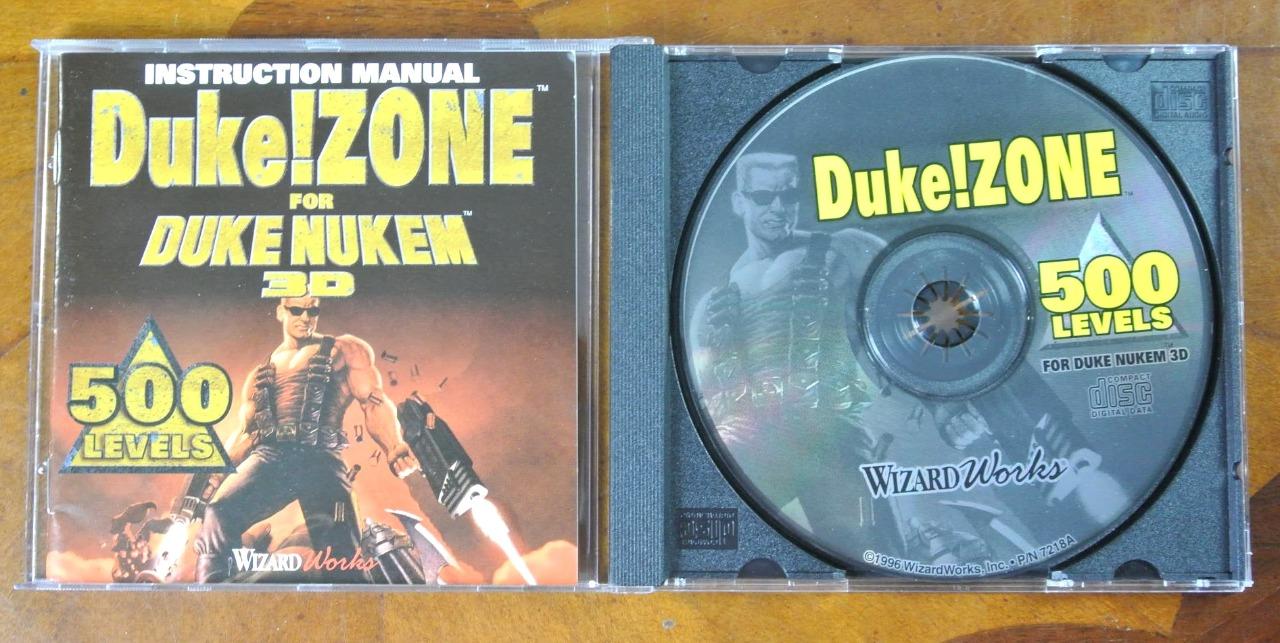 INSTRUCTION MANUAL
Duke!ZONE™
FOR
DUKE NUKEM™
3D
500
LEVELS
WIZARD Works
Duke!ZONE™
500
LEVELS™
FOR DUKE NUKEM 3D
COMPACT
disc
DIGITAL DATA
WIZARD Works
©1996 WizardWorks, Inc. • P/N 7218A
COMPACT
disc
DIGITAL AUDIO